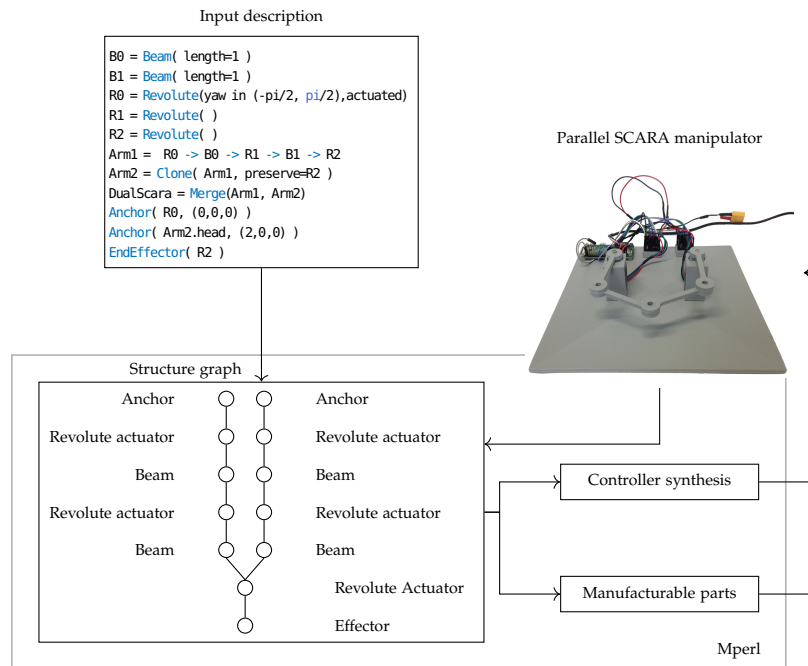 Input description
B0 = Beam( length=1 )
B1 = Beam( length=1 )
R0 = Revolute(yaw in (-pi/2, pi/2),actuated)
R1 = Revolute( )
R2 = Revolute( )
Arm1 =  R0 -> B0 -> R1 -> B1 -> R2
Arm2 = Clone( Arm1, preserve=R2 )
DualScara = Merge(Arm1, Arm2)
Anchor( R0, (0,0,0) )
Anchor( Arm2.head, (2,0,0) )
EndEffector( R2 )
Parallel SCARA manipulator
Structure graph
Anchor Anchor
Revolute actuator Revolute actuator
Beam Beam
Revolute actuator Revolute actuator
Beam Beam
Revolute Actuator
Effector
Controller synthesis
Manufacturable parts
Mperl